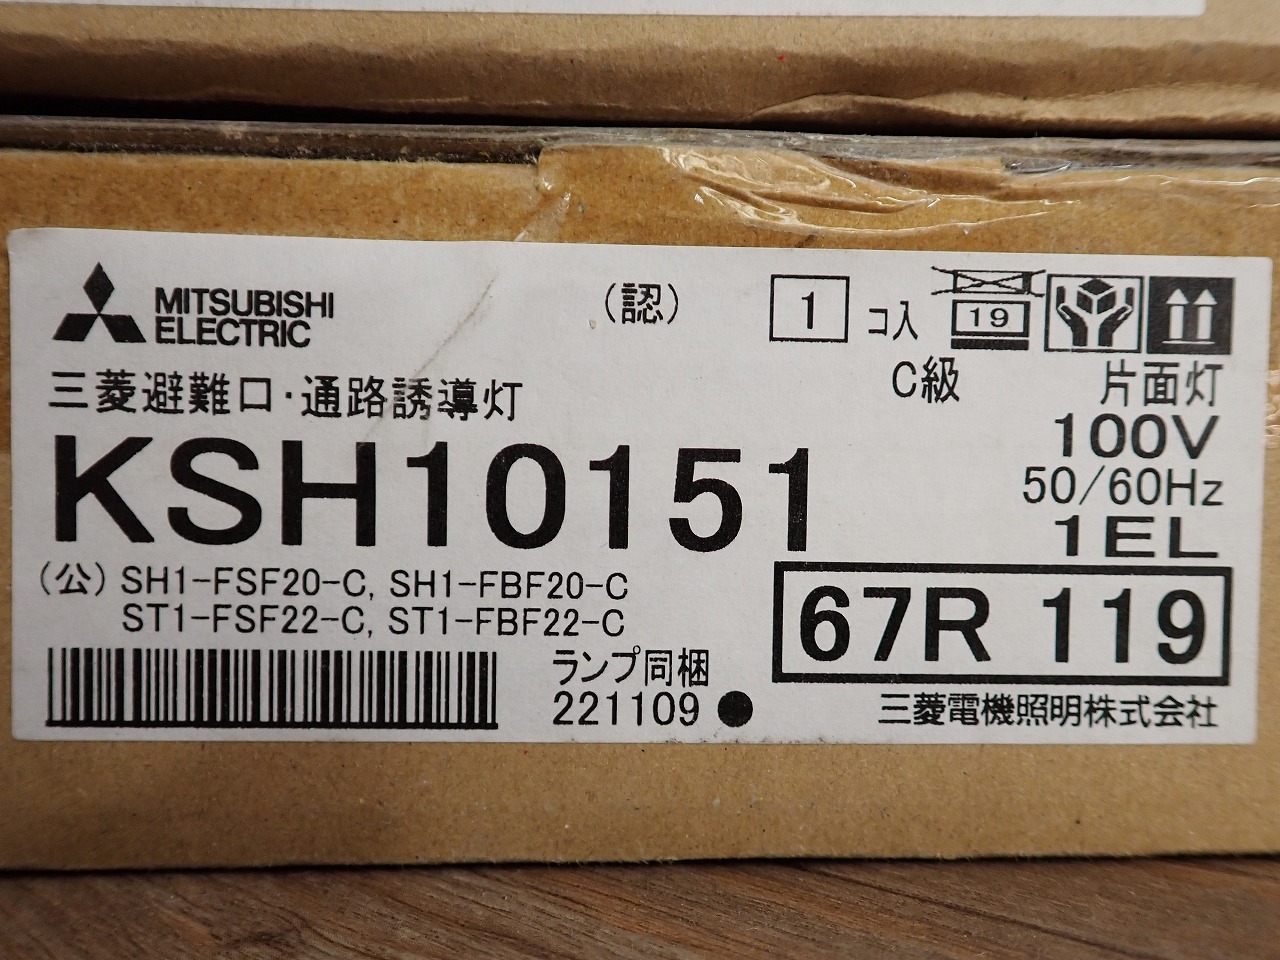 MITSUBISHI
ELECTRIC
（認）
1 コ入
19
C級 片面灯
三菱避難口・通路誘導灯
100V
KSH10151
50/60Hz
1EL
（公）SH1-FSF20-C, SH1-FBF20-C
ST1-FSF22-C, ST1-FBF22-C
67R 119
ランプ同梱
221109 ●
三菱電機照明株式会社